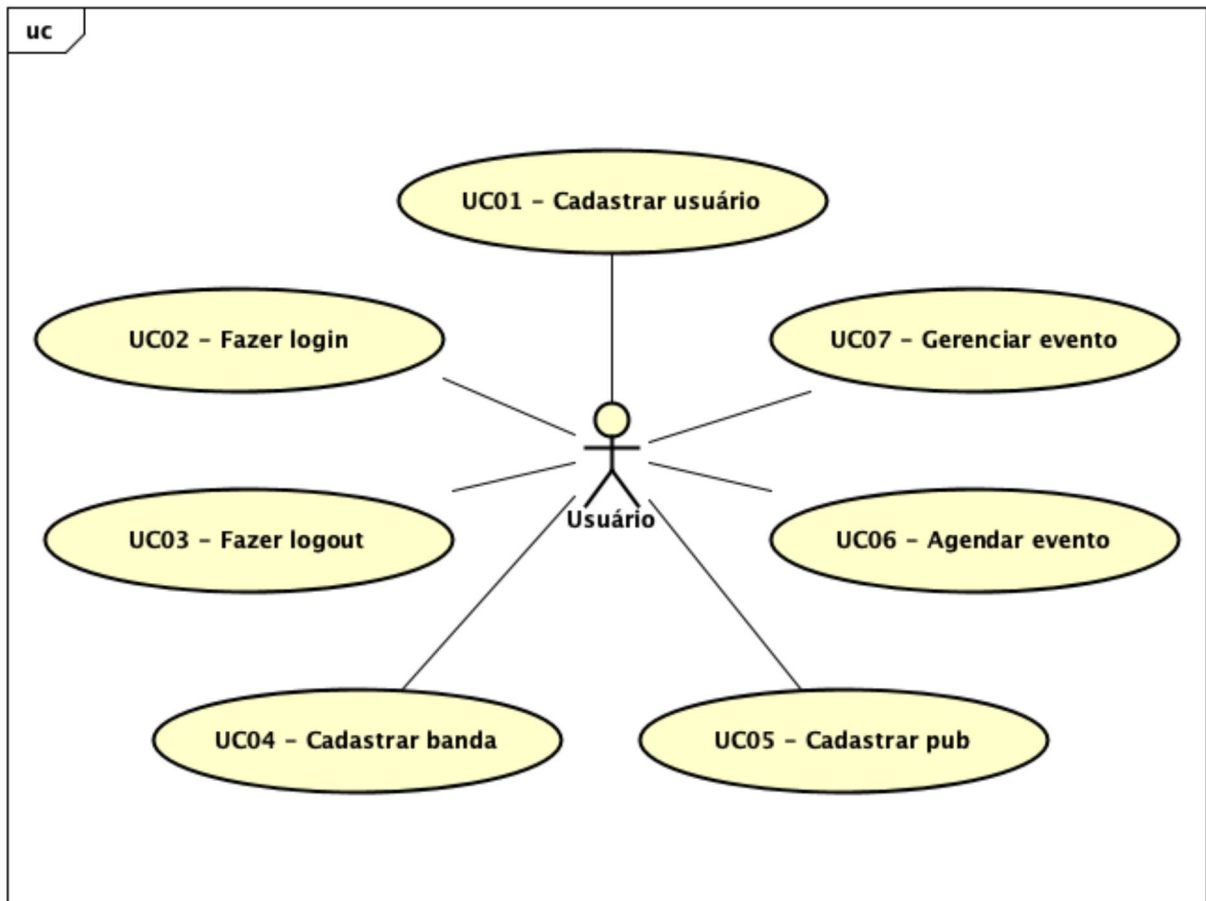 uc
UC01 – Cadastrar usuário
UC02 – Fazer login
UC07 – Gerenciar evento
Usuário
UC03 – Fazer logout
UC06 – Agendar evento
UC04 – Cadastrar banda
UC05 – Cadastrar pub